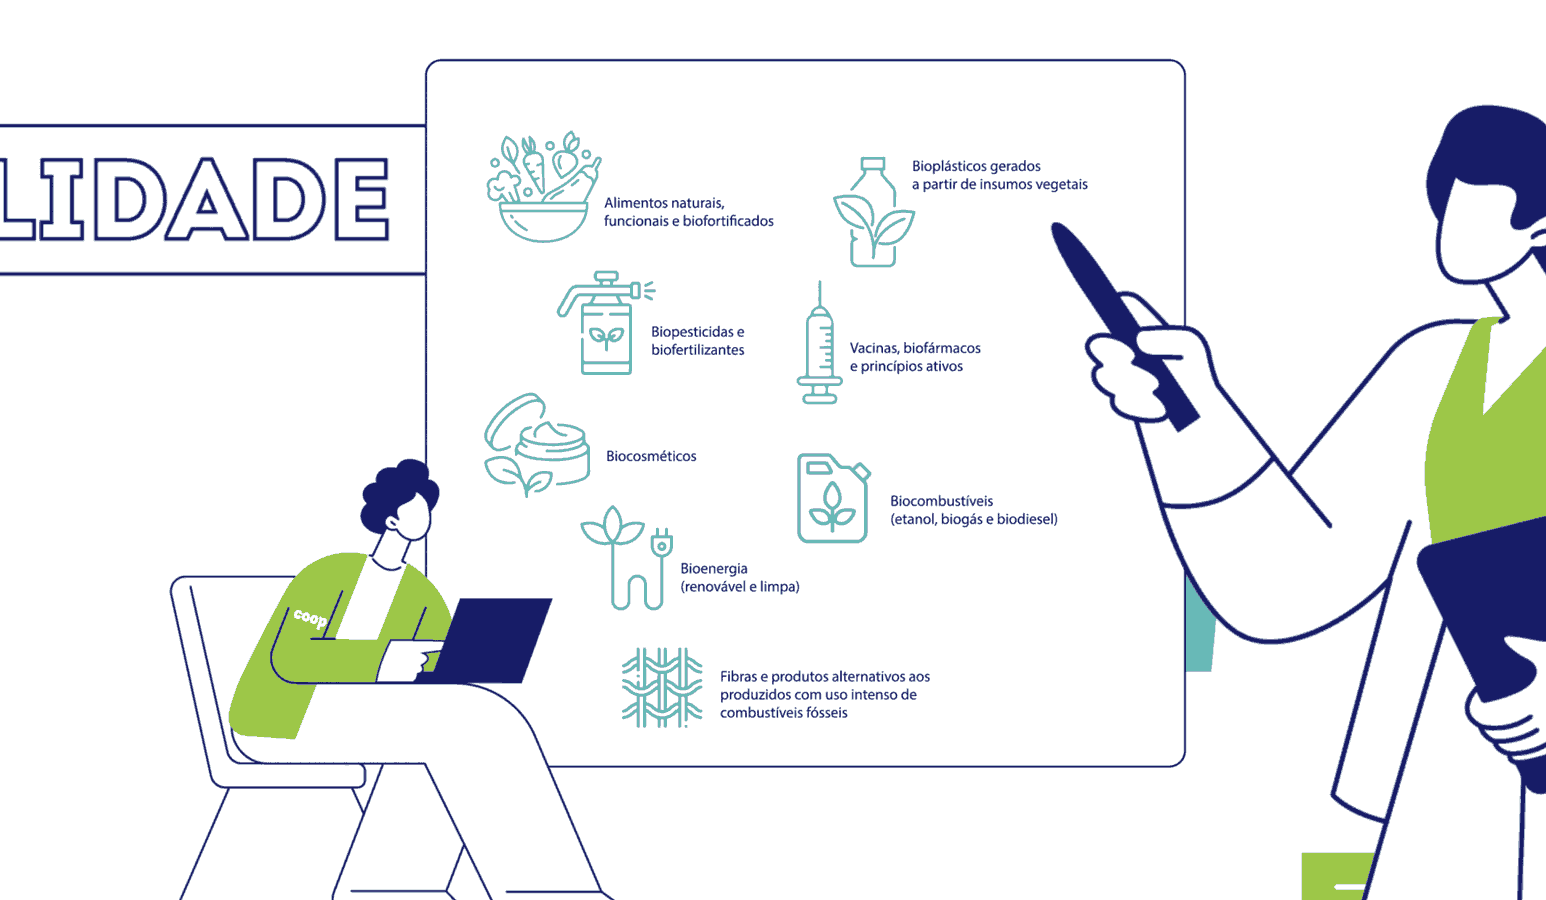 LIDADE
Alimentos naturais,
funcionais e biofortificados
Bioplásticos gerados
a partir de insumos vegetais
Biopesticidas e
biofertilizantes
Vacinas, biofármacos
e princípios ativos
Biocosméticos
Biocombustíveis
(etanol, biogás e biodiesel)
Bioenergia
(renovável e limpa)
Fibras e produtos alternativos aos
produzidos com uso intenso de
combustíveis fósseis
coop